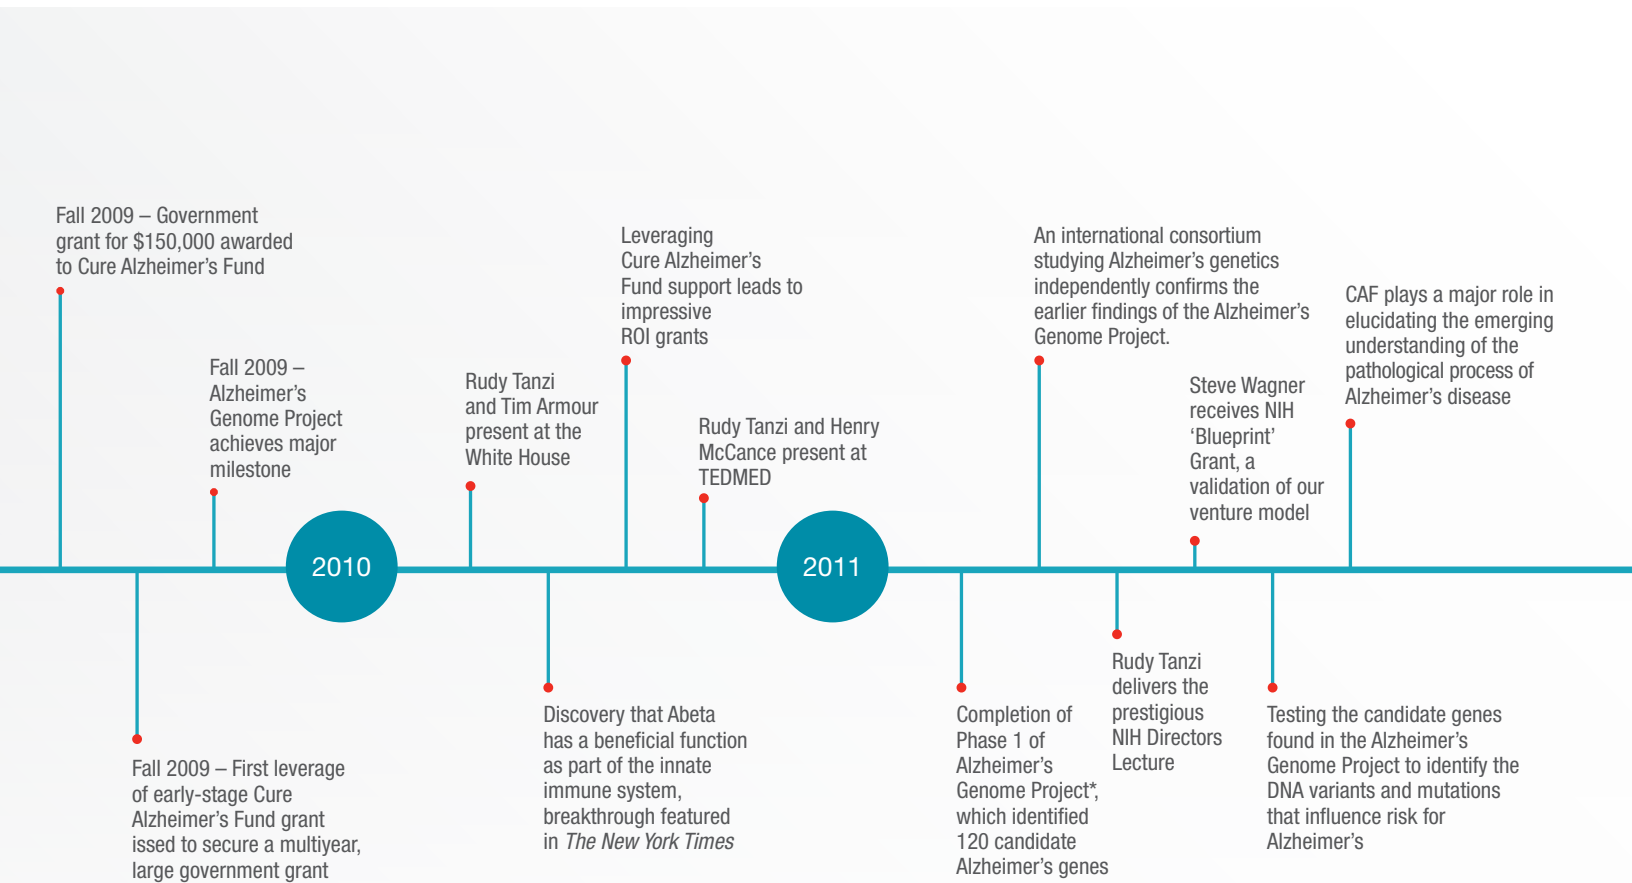 Fall 2009 – Government
grant for $150,000 awarded
to Cure Alzheimer’s Fund
Fall 2009 – First leverage
of early-stage Cure
Alzheimer’s Fund grant
issed to secure a multiyear,
large government grant
Fall 2009 –
Alzheimer’s
Genome Project
achieves major
milestone
2010
Rudy Tanzi
and Tim Armour
present at the
White House
Discovery that Abeta
has a beneficial function
as part of the innate
immune system,
breakthrough featured
in The New York Times
Leveraging
Cure Alzheimer’s
Fund support leads to
impressive
ROI grants
Rudy Tanzi and Henry
McCance present at
TEDMED
2011
Completion of
Phase 1 of
Alzheimer’s
Genome Project*,
which identified
120 candidate
Alzheimer’s genes
An international consortium
studying Alzheimer’s genetics
independently confirms the
earlier findings of the Alzheimer’s
Genome Project.
Rudy Tanzi
delivers the
prestigious
NIH Directors
Lecture
Steve Wagner
receives NIH
‘Blueprint’
Grant, a
validation of our
venture model
Testing the candidate genes
found in the Alzheimer’s
Genome Project to identify the
DNA variants and mutations
that influence risk for
Alzheimer’s
CAF plays a major role in
elucidating the emerging
understanding of the
pathological process of
Alzheimer’s disease